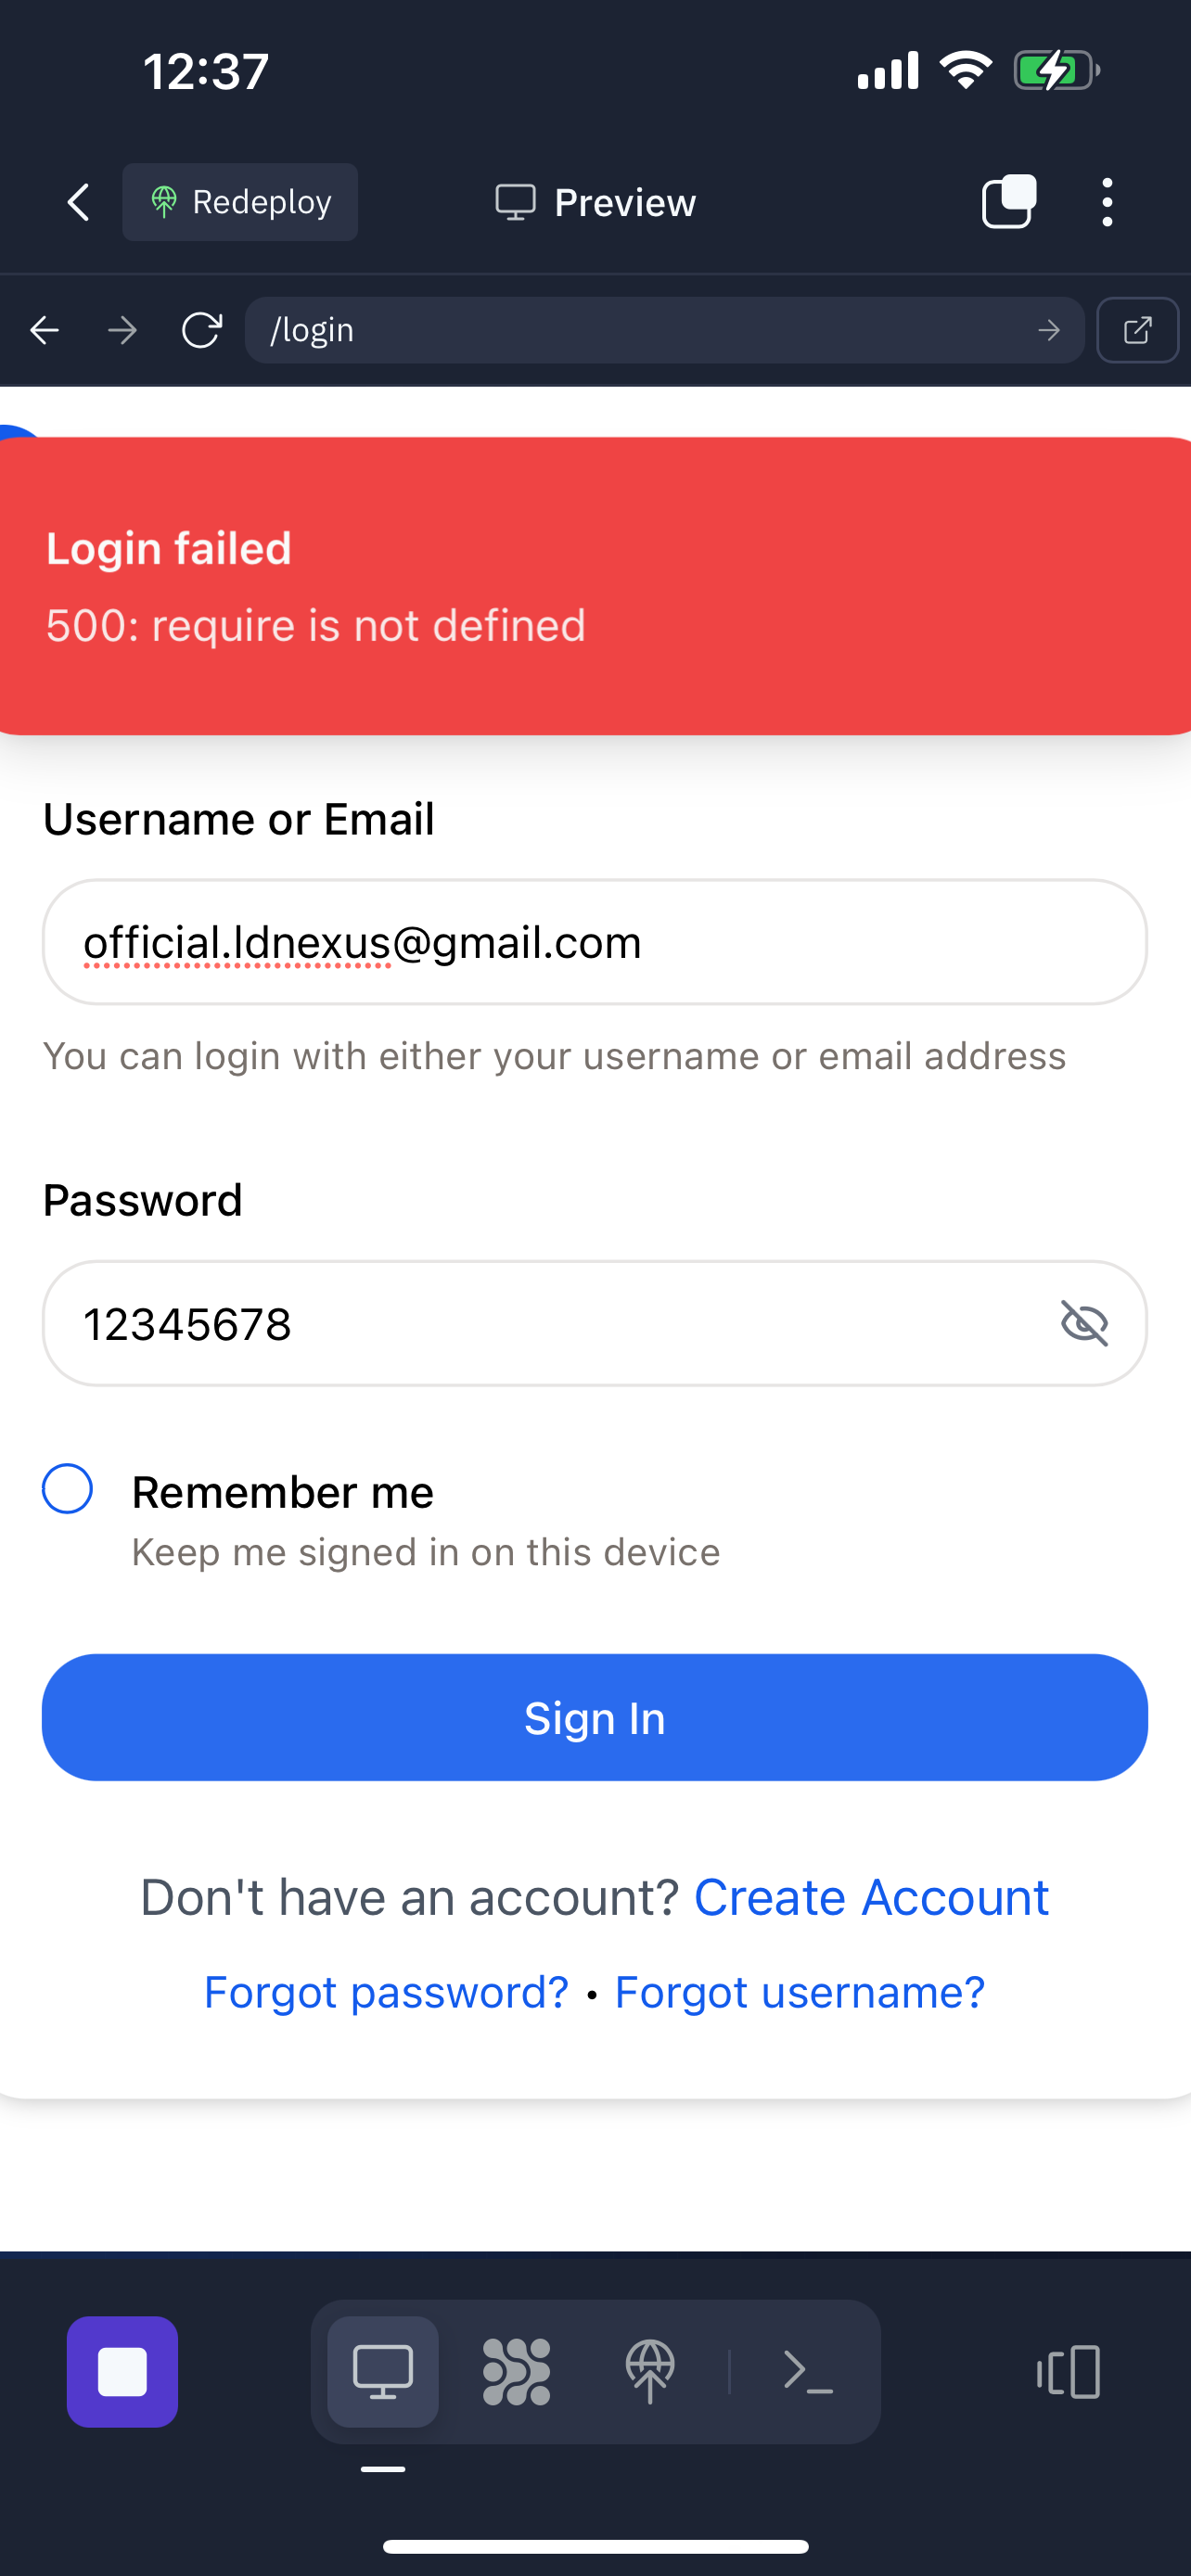 12:37
Redeploy
Preview
/login
Login failed
500: require is not defined
Username or Email
official.ldnexus@gmail.com
You can login with either your username or email address
Password
12345678
Remember me
Keep me signed in on this device
Sign In
Don't have an account? Create Account
Forgot password? • Forgot username?